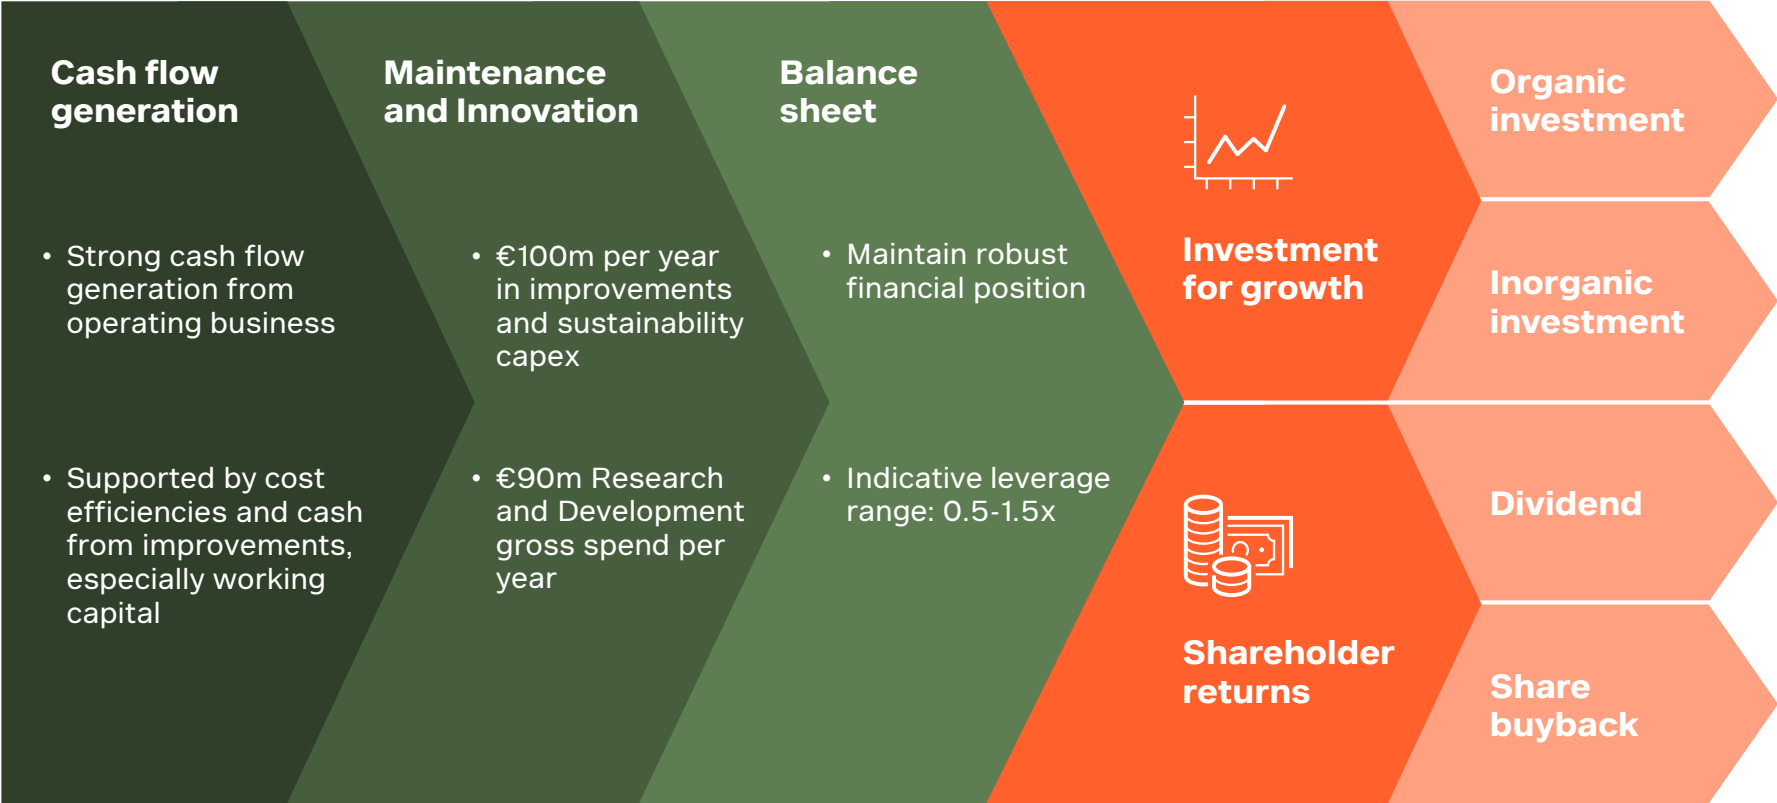 Cash flow
generation
• Strong cash flow
generation from
operating business
• Supported by cost
efficiencies and cash
from improvements,
especially working
capital
Maintenance
and Innovation
• €100m per year
in improvements
and sustainability
capex
• €90m Research
and Development
gross spend per
year
Balance
sheet
• Maintain robust
financial position
• Indicative leverage
range: 0.5-1.5x
Investment
for growth
Shareholder
returns
Organic
investment
Inorganic
investment
Dividend
Share
buyback